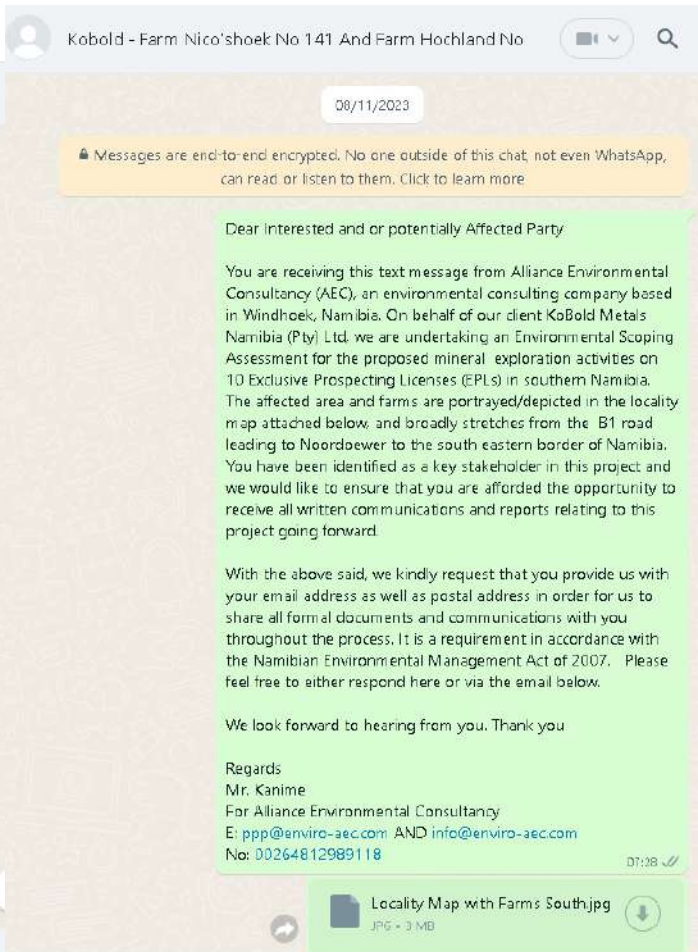 Kobold - Farm Nico'shoek No 141 And Farm Hochland No
08/11/2023
Messages are end-to-end encrypted. No one outside of this chat, not even WhatsApp,
can read or listen to them. Click to learn more
Dear Interested and or potentially Affected Party
You are receiving this text message from Alliance Environmental
Consultancy (AEC), an environmental consulting company based
in Windhoek, Namibia. On behalf of our client KoBold Metals
Namibia (Pty) Ltd, we are undertaking an Environmental Scoping
Assessment for the proposed mineral exploration activities on
10 Exclusive Prospecting Licenses (EPLs) in southern Namibia.
The affected area and farms are portrayed/depicted in the locality
map attached below, and broadly stretches from the B1 road
leading to Noordoewer to the south eastern border of Namibia.
You have been identified as a key stakeholder in this project and
we would like to ensure that you are afforded the opportunity to
receive all written communications and reports relating to this
project going forward.
With the above said, we kindly request that you provide us with
your email address as well as postal address in order for us to
share all formal documents and communications with you
throughout the process. It is a requirement in accordance with
the Namibian Environmental Management Act of 2007. Please
feel free to either respond here or via the email below.
We look forward to hearing from you. Thank you
Regards
Mr. Kanime
For Alliance Environmental Consultancy
E: ppp@enviro-aec.com AND info@enviro-aec.com
No: 00264812989118
07:28
Locality Map with Farms South.jpg
JPG • 3 MB